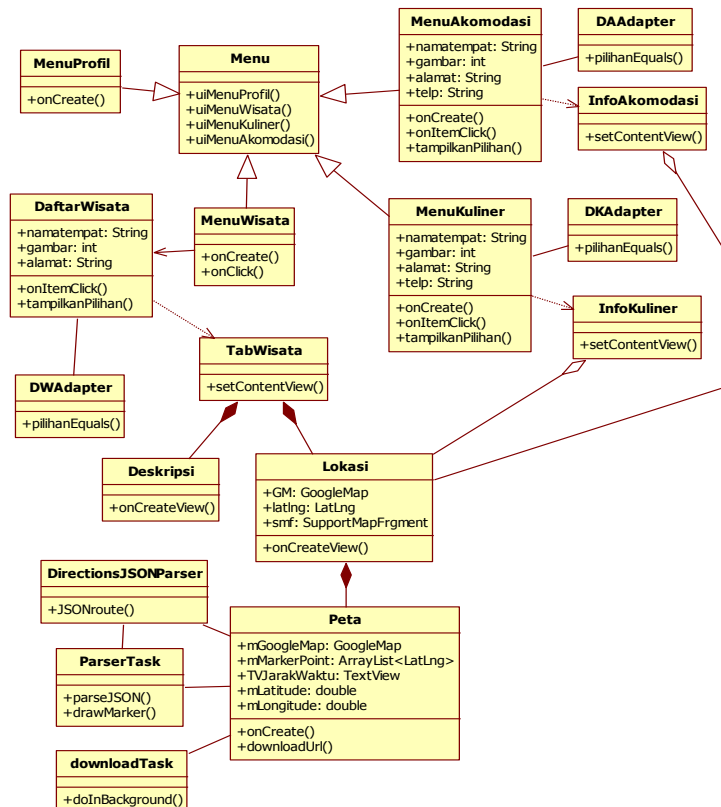 MenuProfil
+onCreate()
Menu
+uiMenuProfil()
+uiMenuWisata()
+uiMenuKuliner()
+uiMenuAkomodasi()
MenuAkomodasi
+namatempat: String
+gambar: int
+alamat: String
+telp: String
+onCreate()
+onItemClick()
+tampilkanPilihan()
DAAdapter
+pilihanEquals()
InfoAkomodasi
+setContentView()
DaftarWisata
+namatempat: String
+gambar: int
+alamat: String
+onItemClick()
+tampilkanPilihan()
MenuWisata
+onCreate()
+onClick()
MenuKuliner
+namatempat: String
+gambar: int
+alamat: String
+telp: String
+onCreate()
+onItemClick()
+tampilkanPilihan()
DKAdapter
+pilihanEquals()
InfoKuliner
+setContentView()
TabWisata
+setContentView()
DWAdapter
+pilihanEquals()
Deskripsi
+onCreateView()
Lokasi
+GM: GoogleMap
+latlng: LatLng
+smf: SupportMapFrgment
+onCreateView()
DirectionsJSONParser
+JSONroute()
ParserTask
+parseJSON()
+drawMarker()
Peta
+mGoogleMap: GoogleMap
+mMarkerPoint: ArrayList<LatLng>
+TVJarakWaktu: TextView
+mLatitude: double
+mLongitude: double
+onCreate()
+downloadUrl()
downloadTask
+doInBackground()